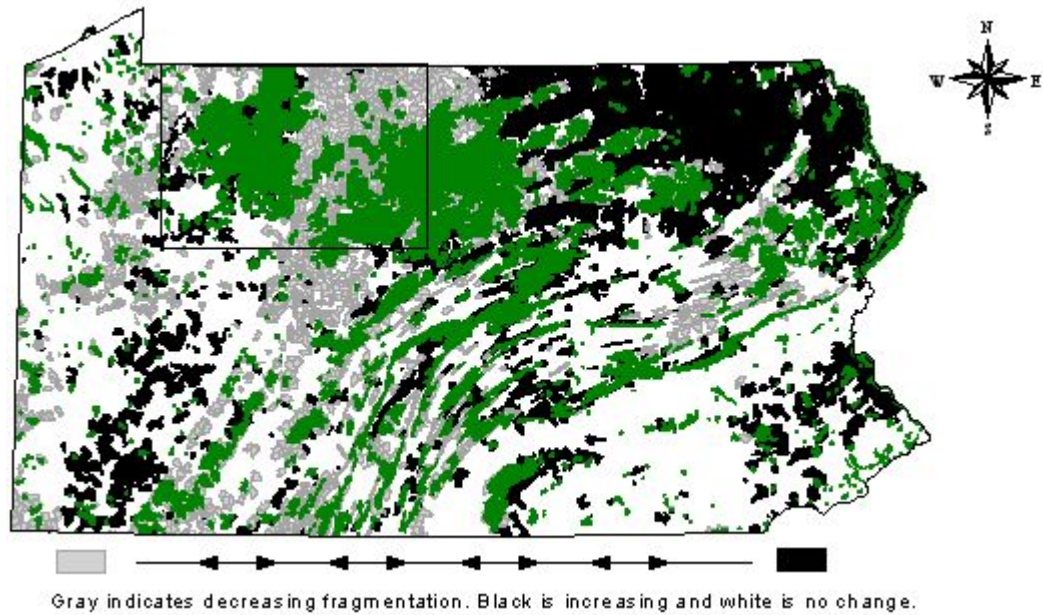 N
W E
S
Gray indicates decreasing fragmentation. Black is increasing and white is no change.